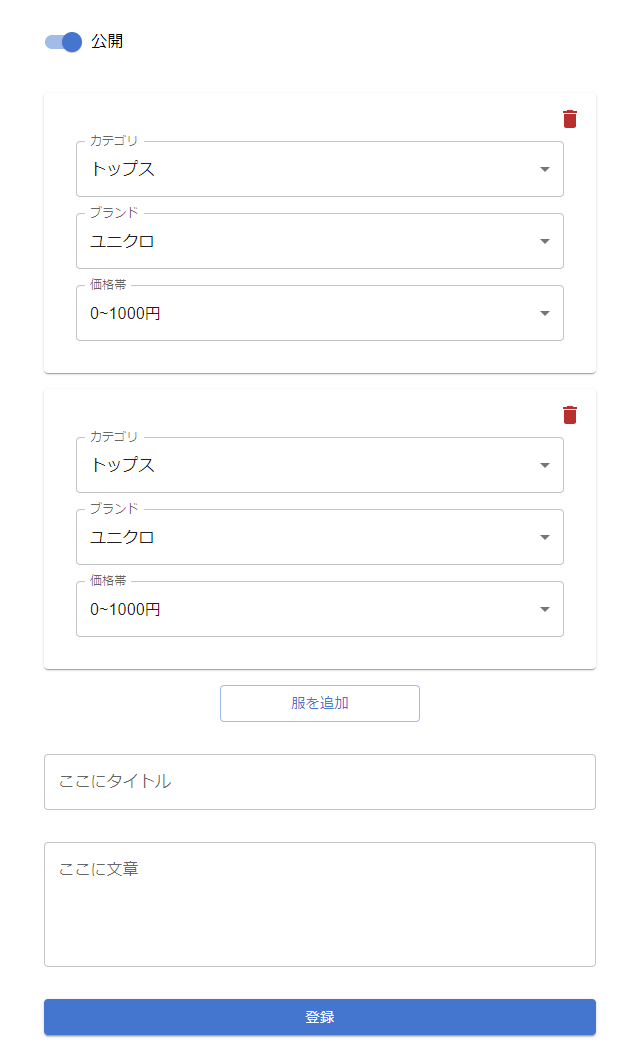 公開
カテゴリ
トップス
ブランド
ユニクロ
価格帯
0~1000円
カテゴリ
トップス
ブランド
ユニクロ
価格帯
0~1000円
服を追加
ここにタイトル
ここに文章
登録